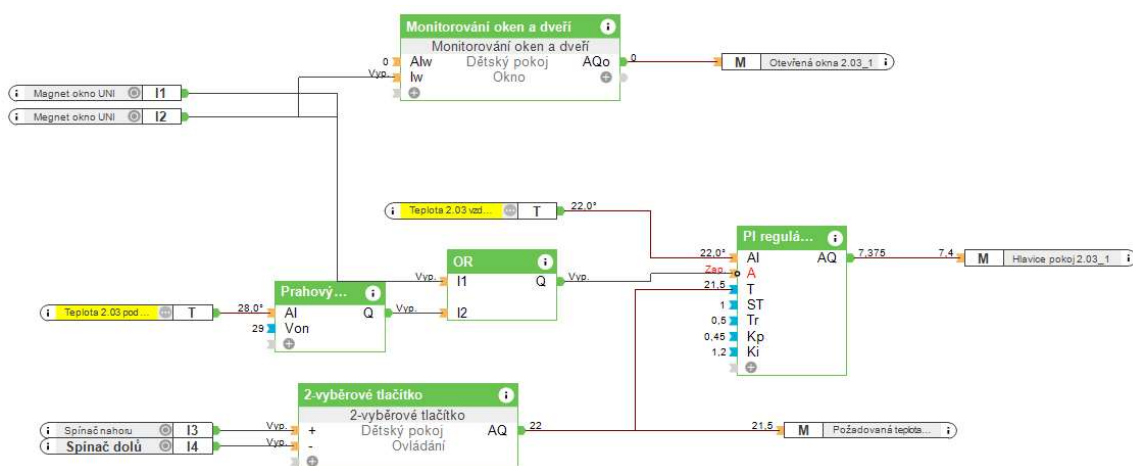 Monitorování oken a dveří i
Monitorování oken a dveří
0 AIw Dětský pokoj AQo 0
Vyp. Iw Okno
M Otevřená okna 2.03_1 i
i Magnet okno UNI I1
i Megnet okno UNI I2
i Teplota 2.03 vzd... T 22,0°
PI regulá... i
22,0° AI AQ 7,375
Zap. A
21,5 T
1 ST
0,5 Tr
0,45 Kp
1,2 Ki
7,4 M Hlavice pokoj 2.03_1 i
OR i
Vyp. I1 Q Vyp.
I2
Prahový... i
28,0° AI Q Vyp.
29 Von
i Teplota 2.03 pod ... T
2-vyběrové tlačítko i
2-vyběrové tlačítko
Vyp. + Dětský pokoj AQ 22
Vyp. - Ovládání
i Spínač nahoru I3
i Spínač dolů I4
21,5 M Požadovaná teplota... i